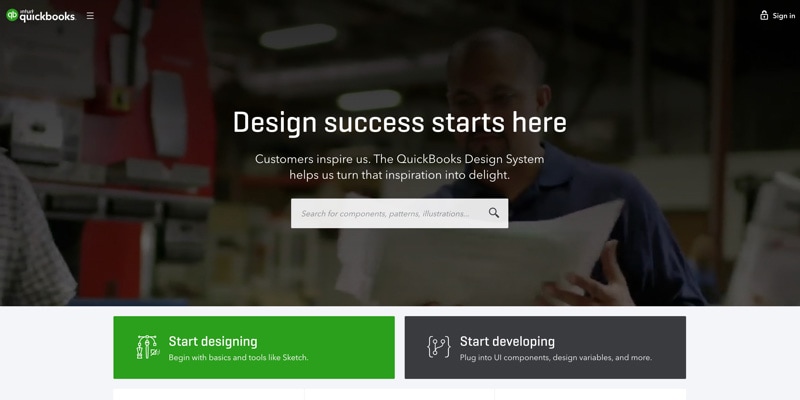 intuit
quickbooks.
Sign in
Design success starts here
Customers inspire us. The QuickBooks Design System
helps us turn that inspiration into delight.
Search for components, patterns, illustrations...
Start designing
Begin with basics and tools like Sketch.
Start developing
Plug into UI components, design variables, and more.